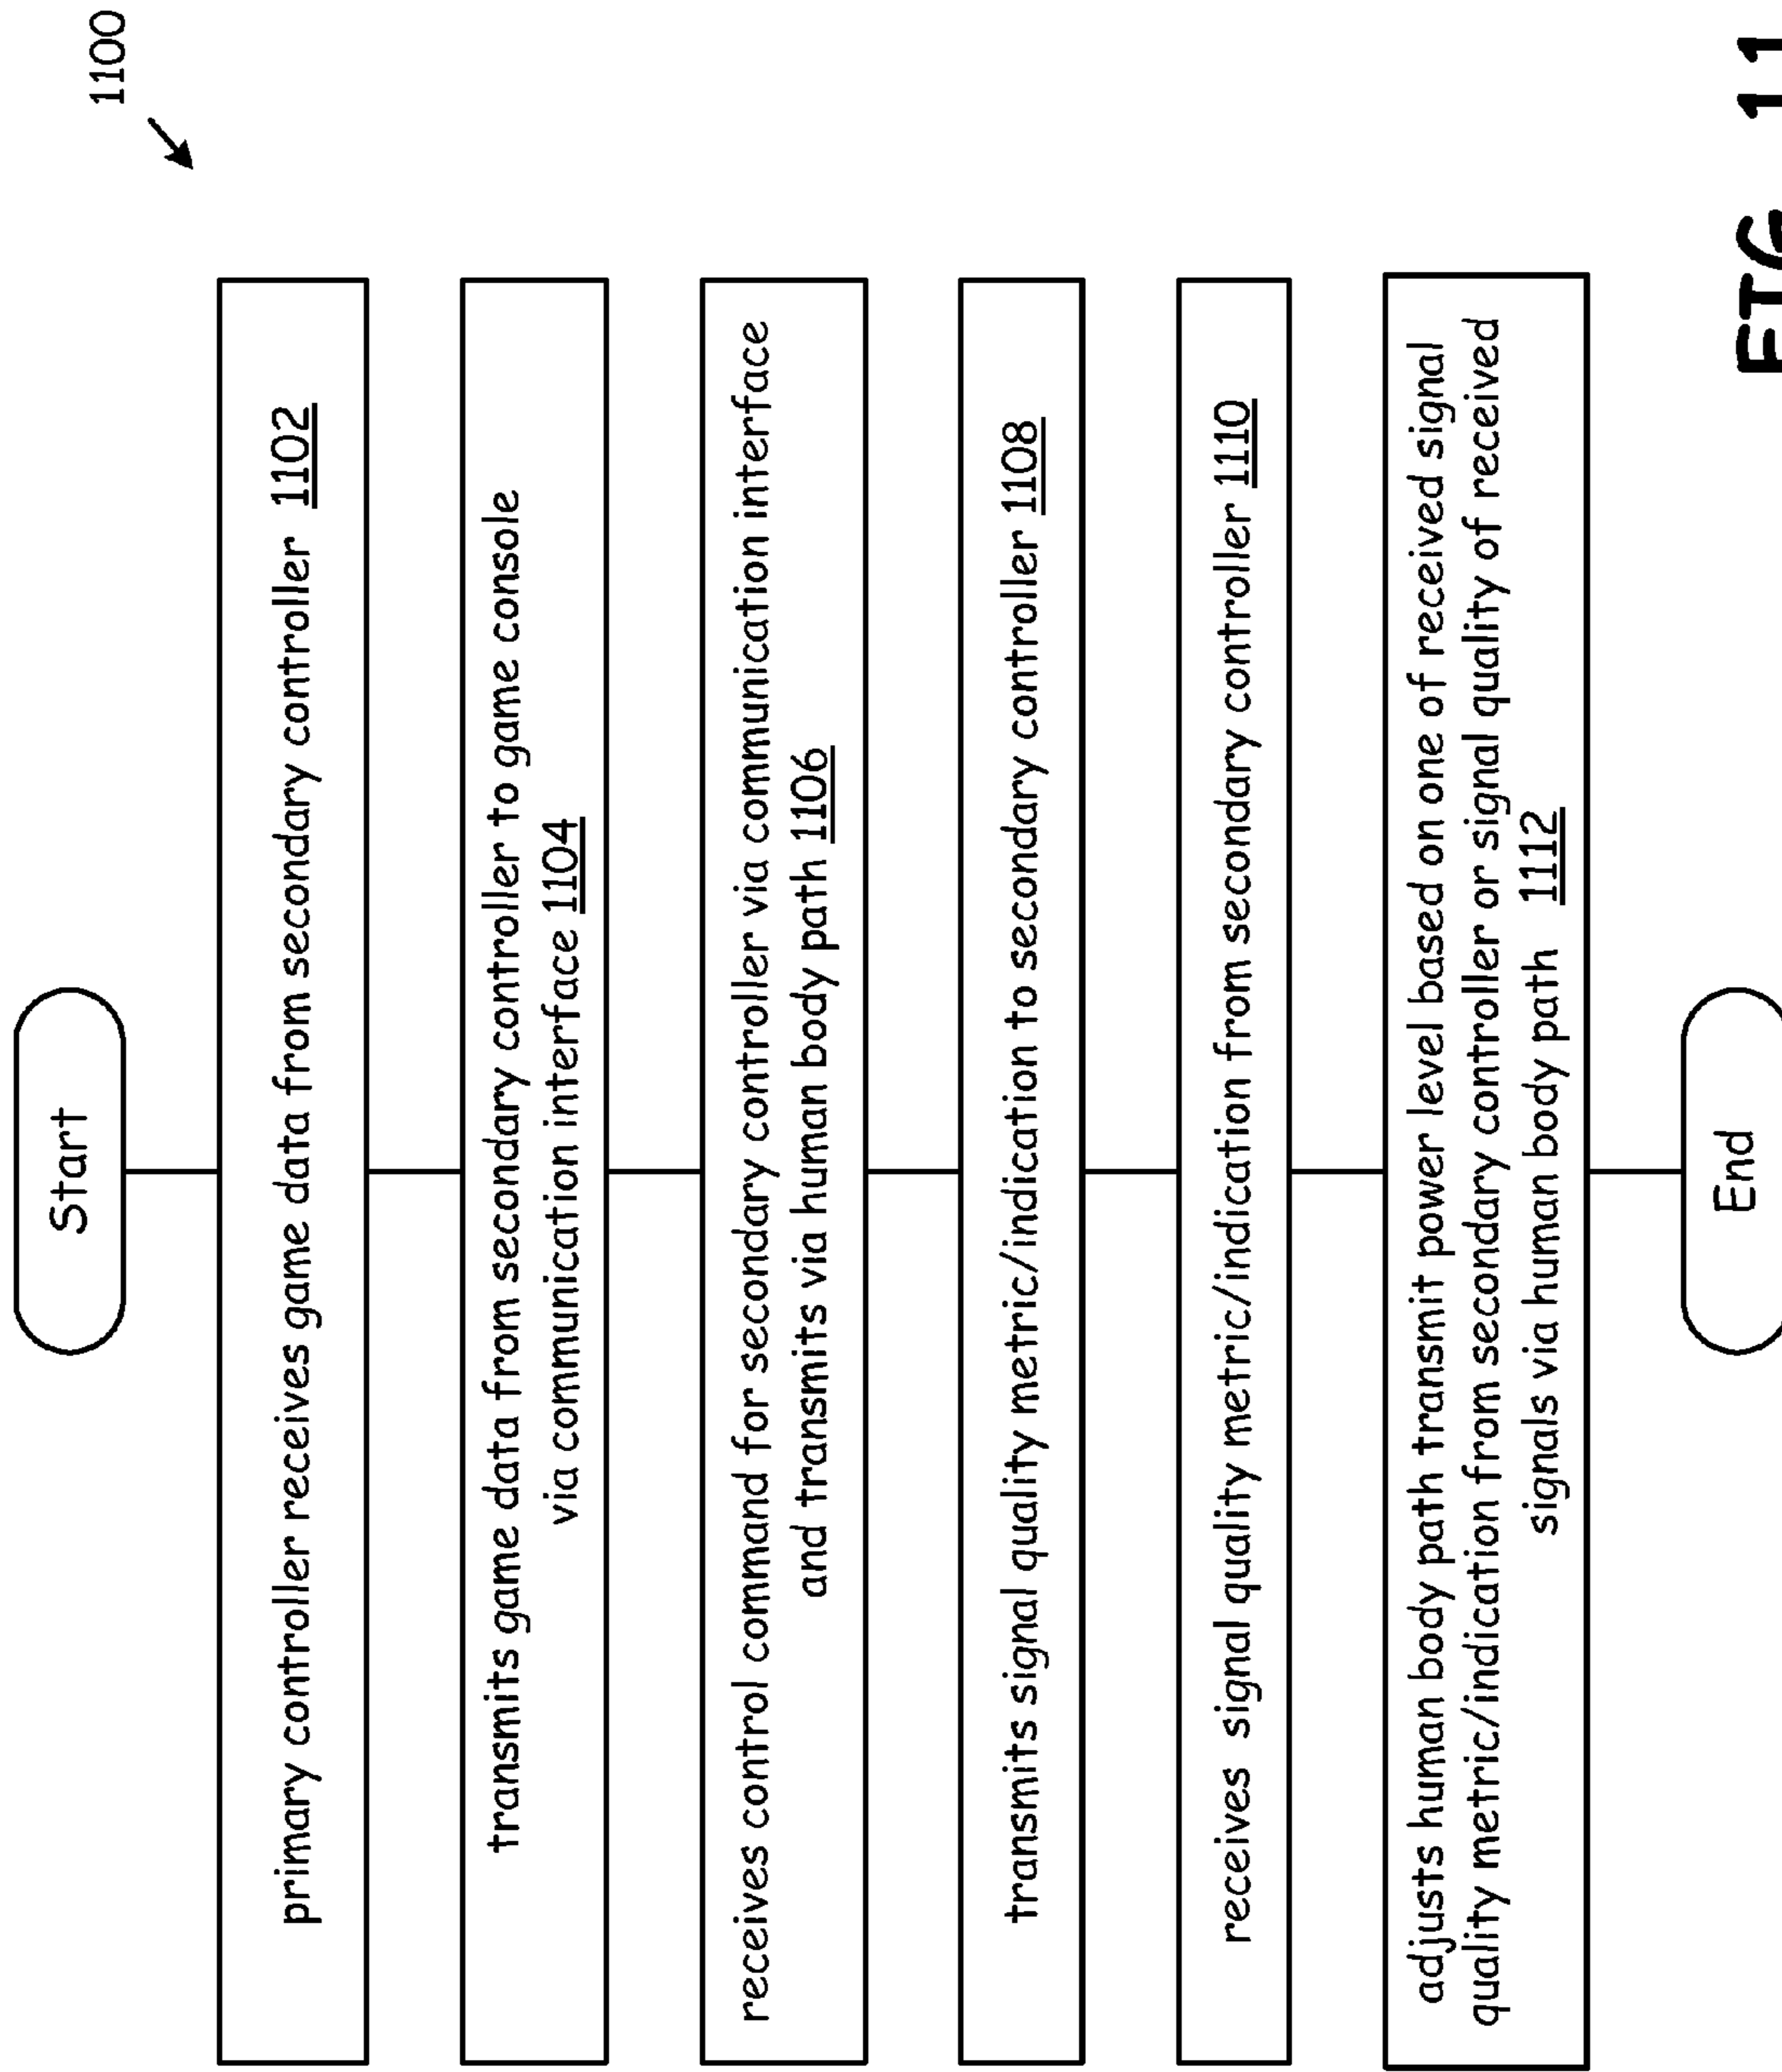 1100
Start
primary controller receives game data from secondary controller 1102
transmits game data from secondary controller to game console
via communication interface 1104
receives control command for secondary controller via communication interface
and transmits via human body path 1106
transmits signal quality metric/indication to secondary controller 1108
receives signal quality metric/indication from secondary controller 1110
adjusts human body path transmit power level based on one of received signal
quality metric/indication from secondary controller or signal quality of received
signals via human body path 1112
End
FIG. 11